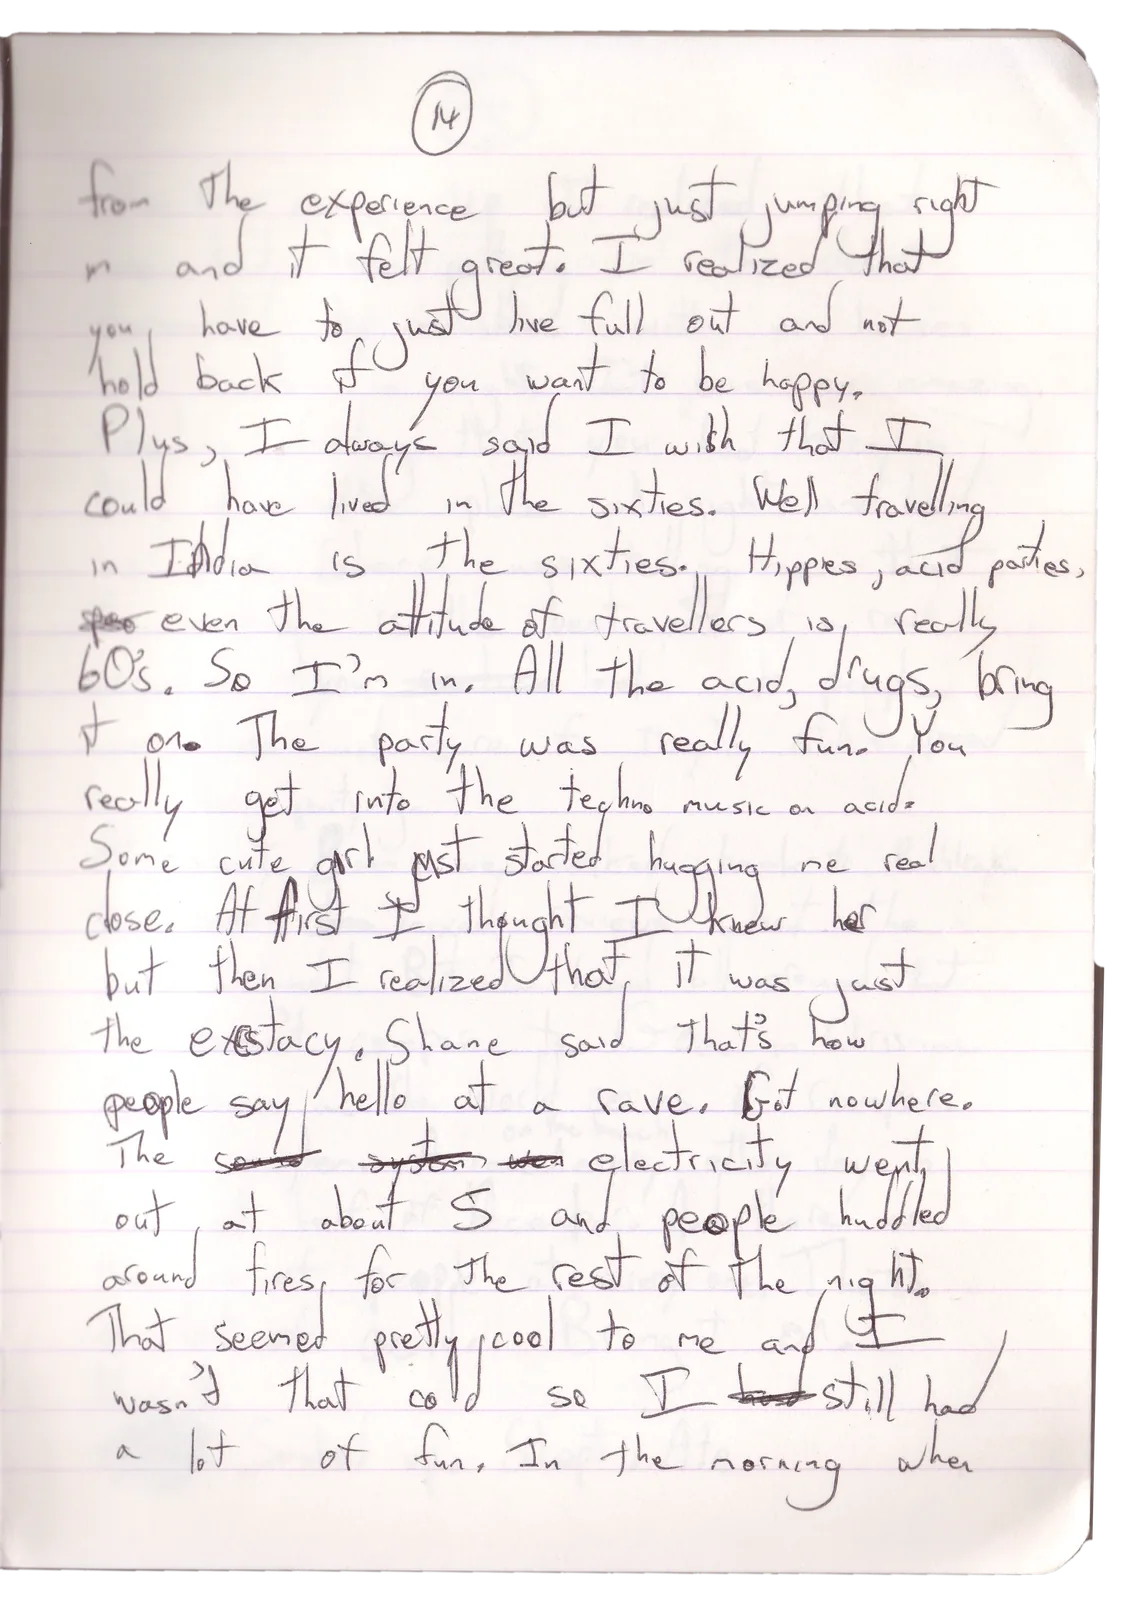 14
from the experience but just jumping right
in and it felt great. I realized that
you have to just live full out and not
hold back if you want to be happy.
Plus, I always said I wish that I
could have lived in the sixties. Well travelling
in India is the sixties. Hippies, acid parties,
even the attitude of travellers is really
60's. So I'm in. All the acid, drugs, bring
it on. The party was really fun. You
really get into the techno music on acid.
Some cute girl just started hugging me real
close. At first I thought I knew her
but then I realized that it was just
the exstacy. Shane said that's how
people say hello at a rave. Got nowhere.
The sound system wen electricity went
out at about 5 and people huddled
around fires for the rest of the night.
That seemed pretty cool to me and I
wasn't that cold so I had still had
a lot of fun. In the morning when